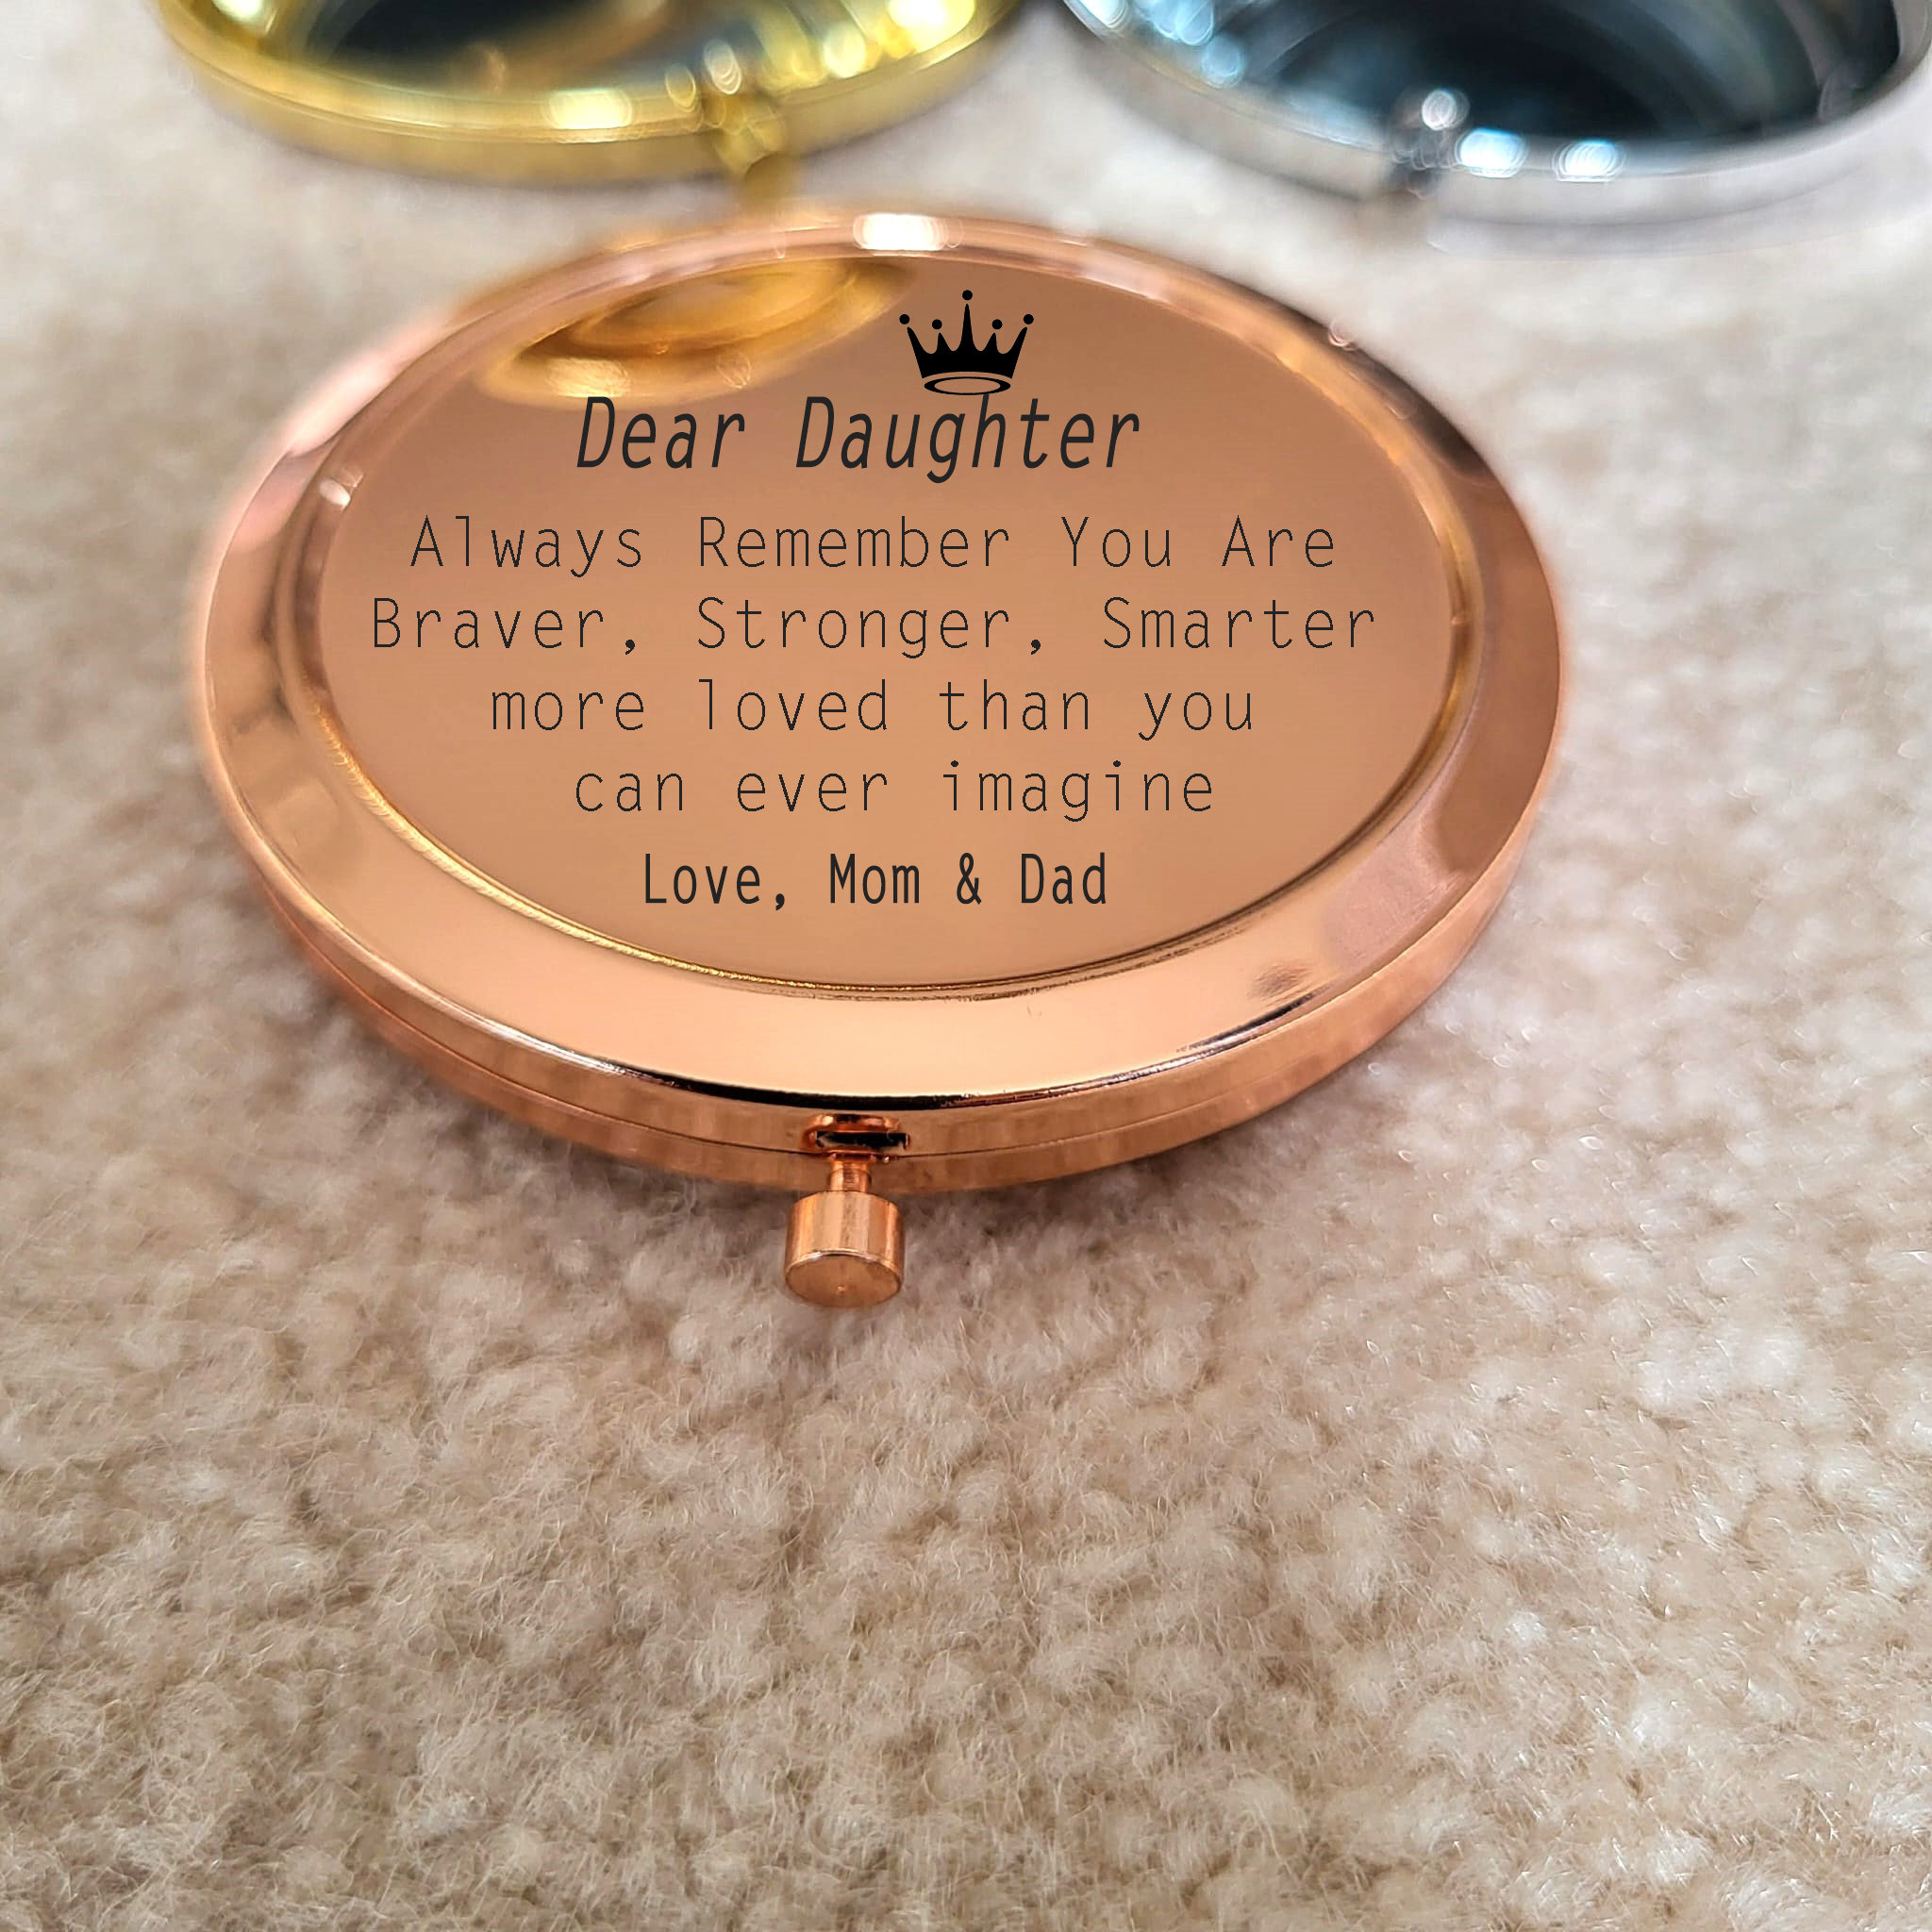 Dear Daughter
Always Remember You Are
Braver, Stronger, Smarter
more loved than you
can ever imagine
Love, Mom & Dad